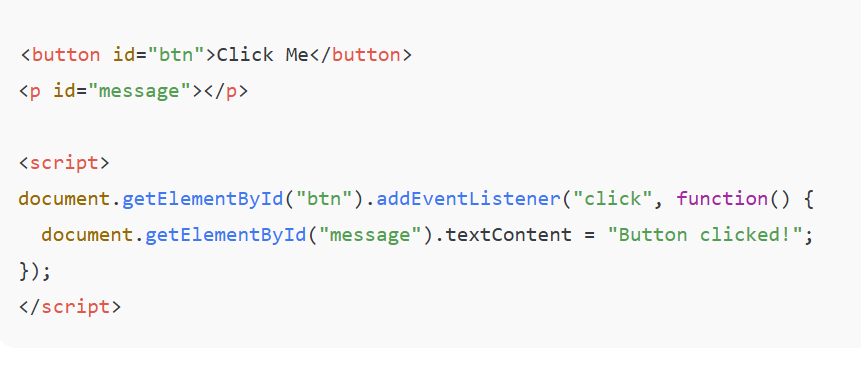 <button id="btn">Click Me</button>
<p id="message"></p>
<script>
document.getElementById("btn").addEventListener("click", function() {
  document.getElementById("message").textContent = "Button clicked!";
});
</script>